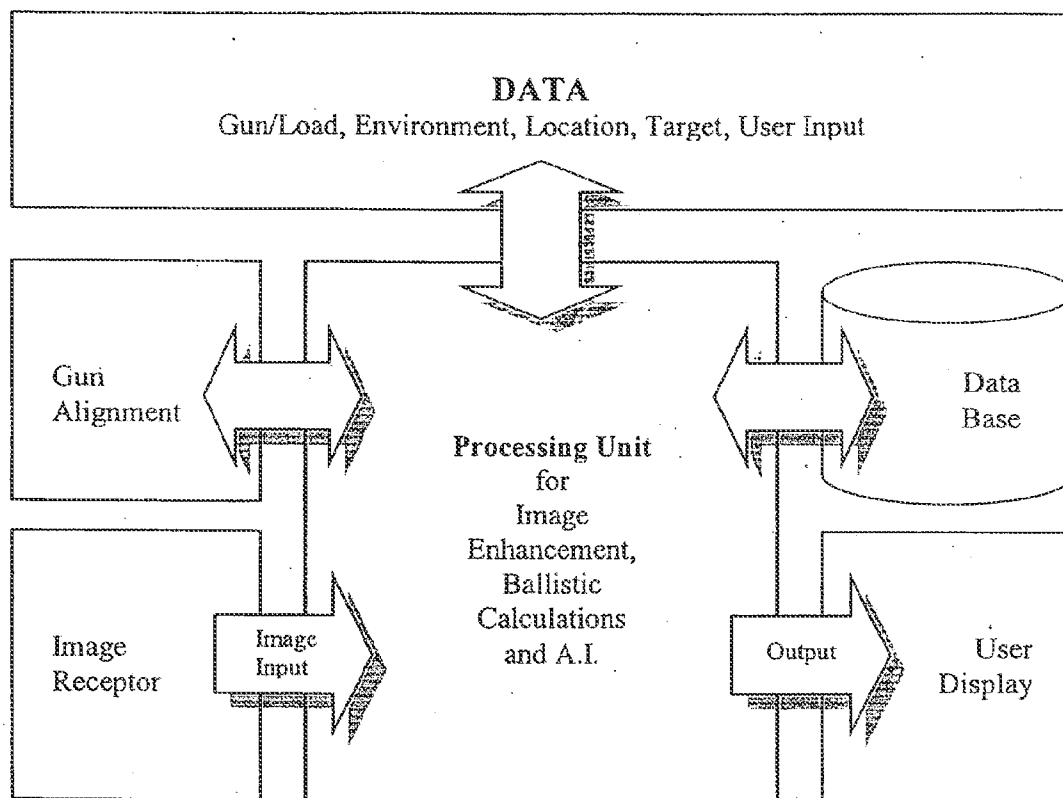 DATA
Gun/Load, Environment, Location, Target, User Input
Gun
Alignment
Processing Unit
for
Image
Enhancement,
Ballistic
Calculations
and A.I.
Data
Base
Image
Receptor
Image
Input
Output
User
Display